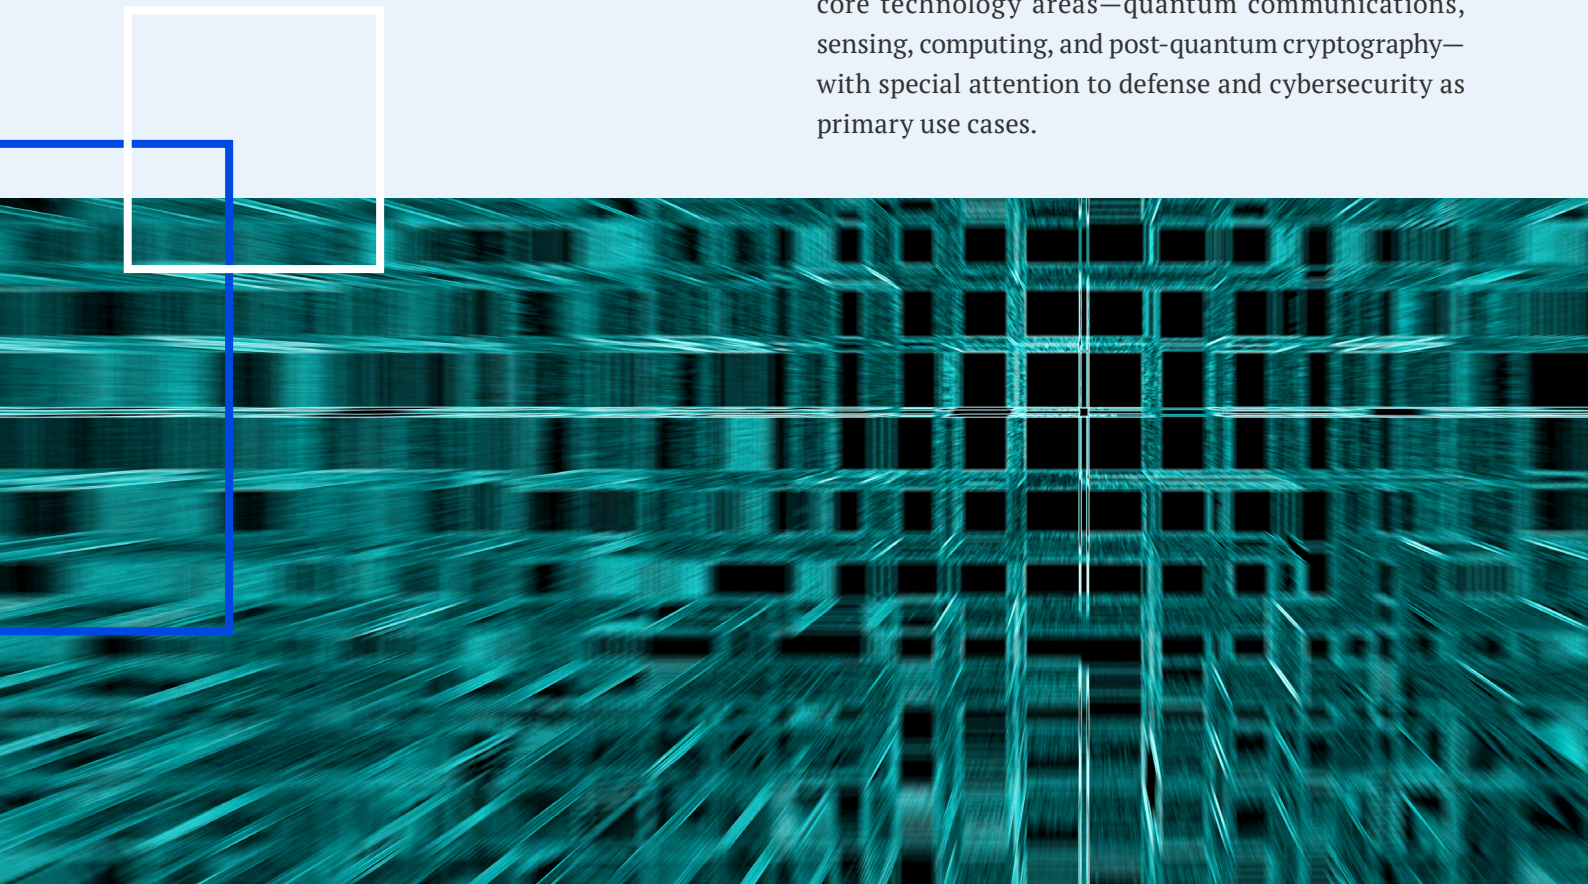 core technology areas—quantum communications,
sensing, computing, and post-quantum cryptography—
with special attention to defense and cybersecurity as
primary use cases.